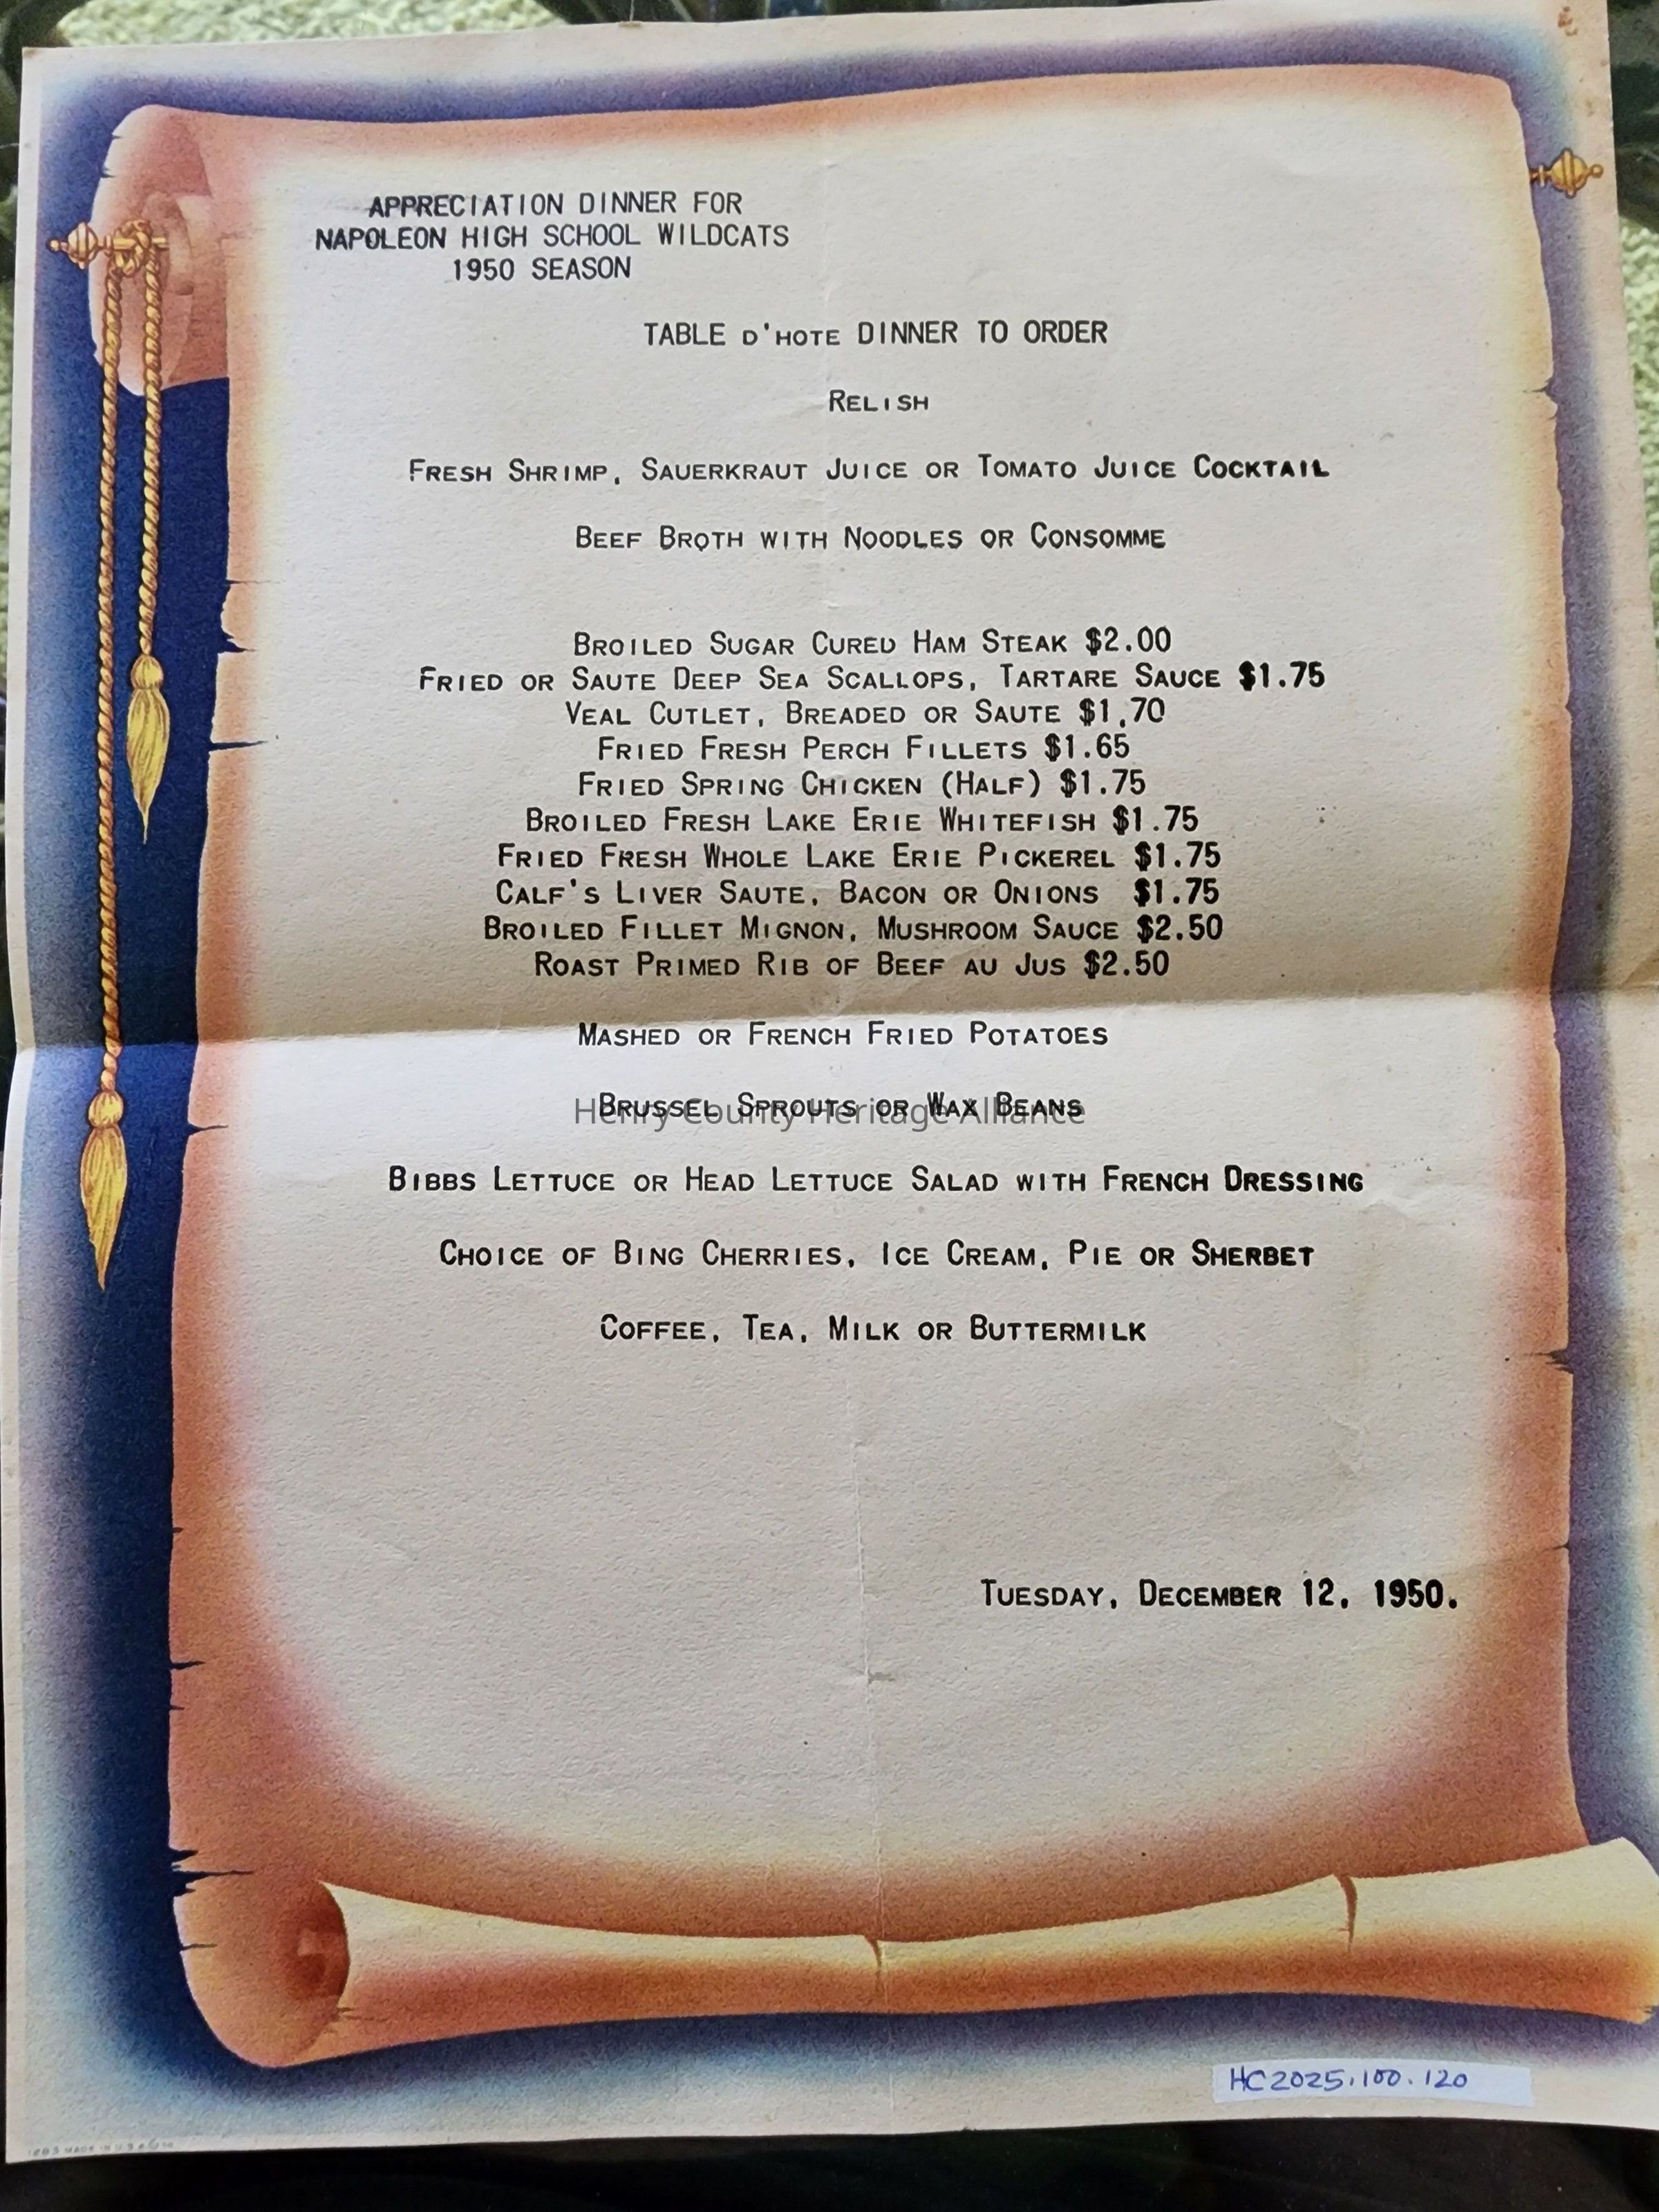 APPRECIATION DINNER FOR
NAPOLEON HIGH SCHOOL WILDCATS
1950 SEASON
TABLE D'HOTE DINNER TO ORDER
RELISH
FRESH SHRIMP, SAUERKRAUT JUICE OR TOMATO JUICE COCKTAIL
BEEF BROTH WITH NOODLES OR CONSOMME
BROILED SUGAR CURED HAM STEAK $2.00
FRIED OR SAUTE DEEP SEA SCALLOPS, TARTARE SAUCE $1.75
VEAL CUTLET, BREADED OR SAUTE $1.70
FRIED FRESH PERCH FILLETS $1.65
FRIED SPRING CHICKEN (HALF) $1.75
BROILED FRESH LAKE ERIE WHITEFISH $1.75
FRIED FRESH WHOLE LAKE ERIE PICKEREL $1.75
CALF'S LIVER SAUTE, BACON OR ONIONS $1.75
BROILED FILLET MIGNON, MUSHROOM SAUCE $2.50
ROAST PRIMED RIB OF BEEF AU JUS $2.50
MASHED OR FRENCH FRIED POTATOES
BRUSSEL SPROUTS OR WAX BEANS
Henry County Heritage Alliance
BIBBS LETTUCE OR HEAD LETTUCE SALAD WITH FRENCH DRESSING
CHOICE OF BING CHERRIES, ICE CREAM, PIE OR SHERBET
COFFEE, TEA, MILK OR BUTTERMILK
TUESDAY, DECEMBER 12, 1950.
HC2025.100.120